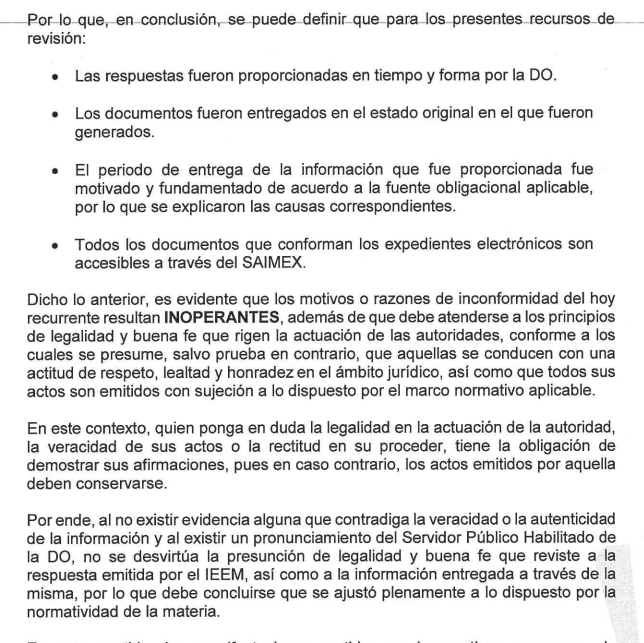 Por lo que, en conclusión, se puede definir que para los presentes recursos de
revisión:
• Las respuestas fueron proporcionadas en tiempo y forma por la DO.
• Los documentos fueron entregados en el estado original en el que fueron
generados.
• El periodo de entrega de la información que fue proporcionada fue
motivado y fundamentado de acuerdo a la fuente obligacional aplicable,
por lo que se explicaron las causas correspondientes.
• Todos los documentos que conforman los expedientes electrónicos son
accesibles a través del SAIMEX.
Dicho lo anterior, es evidente que los motivos o razones de inconformidad del hoy
recurrente resultan INOPERANTES, además de que debe atenderse a los principios
de legalidad y buena fe que rigen la actuación de las autoridades, conforme a los
cuales se presume, salvo prueba en contrario, que aquellas se conducen con una
actitud de respeto, lealtad y honradez en el ámbito jurídico, así como que todos sus
actos son emitidos con sujeción a lo dispuesto por el marco normativo aplicable.
En este contexto, quien ponga en duda la legalidad en la actuación de la autoridad,
la veracidad de sus actos o la rectitud en su proceder, tiene la obligación de
demostrar sus afirmaciones, pues en caso contrario, los actos emitidos por aquella
deben conservarse.
Por ende, al no existir evidencia alguna que contradiga la veracidad o la autenticidad
de la información y al existir un pronunciamiento del Servidor Público Habilitado de
la DO, no se desvirtúa la presunción de legalidad y buena fe que reviste a la
respuesta emitida por el IEEM, así como a la información entregada a través de la
misma, por lo que debe concluirse que se ajustó plenamente a lo dispuesto por la
normatividad de la materia.